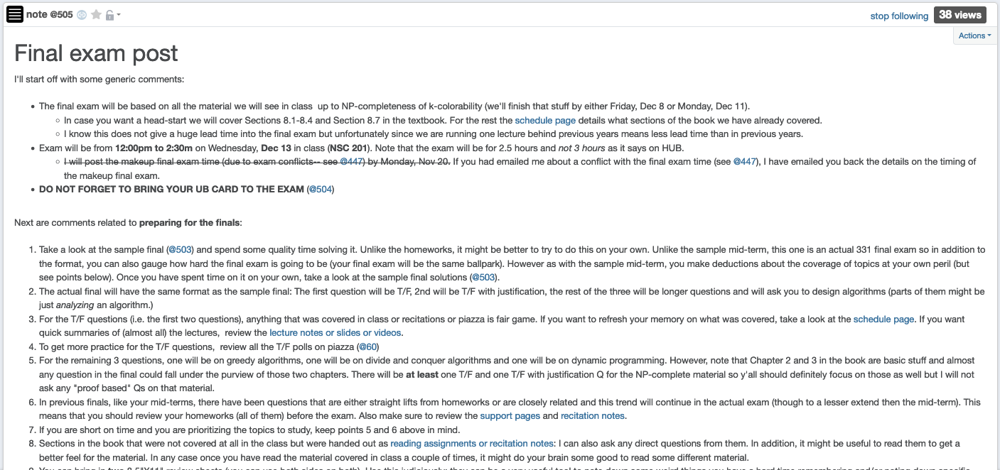 note @505
stop following 38 views
Actions
Final exam post
I'll start off with some generic comments:
• The final exam will be based on all the material we will see in class up to NP-completeness of k-colorability (we'll finish that stuff by either Friday, Dec 8 or Monday, Dec 11).
◦ In case you want a head-start we will cover Sections 8.1-8.4 and Section 8.7 in the textbook. For the rest the schedule page details what sections of the book we have already covered.
◦ I know this does not give a huge lead time into the final exam but unfortunately since we are running one lecture behind previous years means less lead time than in previous years.
• Exam will be from 12:00pm to 2:30m on Wednesday, Dec 13 in class (NSC 201). Note that the exam will be for 2.5 hours and not 3 hours as it says on HUB.
◦ I will post the makeup final exam time (due to exam conflicts-- see @447) by Monday, Nov 20. If you had emailed me about a conflict with the final exam time (see @447), I have emailed you back the details on the timing of
the makeup final exam.
• DO NOT FORGET TO BRING YOUR UB CARD TO THE EXAM (@504)
Next are comments related to preparing for the finals:
1. Take a look at the sample final (@503) and spend some quality time solving it. Unlike the homeworks, it might be better to try to do this on your own. Unlike the sample mid-term, this one is an actual 331 final exam so in addition to
the format, you can also gauge how hard the final exam is going to be (your final exam will be the same ballpark). However as with the sample mid-term, you make deductions about the coverage of topics at your own peril (but
see points below). Once you have spent time on it on your own, take a look at the sample final solutions (@503).
2. The actual final will have the same format as the sample final: The first question will be T/F, 2nd will be T/F with justification, the rest of the three will be longer questions and will ask you to design algorithms (parts of them might be
just analyzing an algorithm.)
3. For the T/F questions (i.e. the first two questions), anything that was covered in class or recitations or piazza is fair game. If you want to refresh your memory on what was covered, take a look at the schedule page. If you want
quick summaries of (almost all) the lectures, review the lecture notes or slides or videos.
4. To get more practice for the T/F questions, review all the T/F polls on piazza (@60)
5. For the remaining 3 questions, one will be on greedy algorithms, one will be on divide and conquer algorithms and one will be on dynamic programming. However, note that Chapter 2 and 3 in the book are basic stuff and almost
any question in the final could fall under the purview of those two chapters. There will be at least one T/F and one T/F with justification Q for the NP-complete material so y'all should definitely focus on those as well but I will not
ask any "proof based" Qs on that material.
6. In previous finals, like your mid-terms, there have been questions that are either straight lifts from homeworks or are closely related and this trend will continue in the actual exam (though to a lesser extend then the mid-term). This
means that you should review your homeworks (all of them) before the exam. Also make sure to review the support pages and recitation notes.
7. If you are short on time and you are prioritizing the topics to study, keep points 5 and 6 above in mind.
8. Sections in the book that were not covered at all in the class but were handed out as reading assignments or recitation notes: I can also ask any direct questions from them. In addition, it might be useful to read them to get a
better feel for the material. In any case once you have read the material covered in class a couple of times, it might do your brain some good to read some different material.